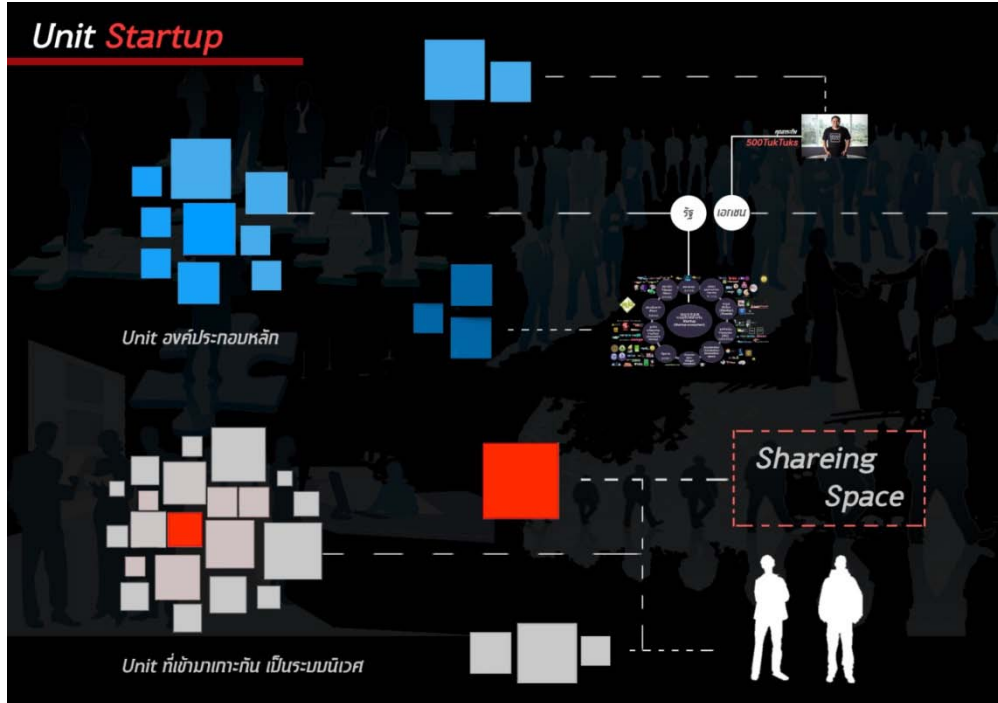 Unit Startup
คุณกระทิง
500TukTuks
รัฐ
เอกชน
Unit องค์ประกอบหลัก
Shareing
Space
Unit ที่เข้ามาเกาะกัน เป็นระบบนิเวศ